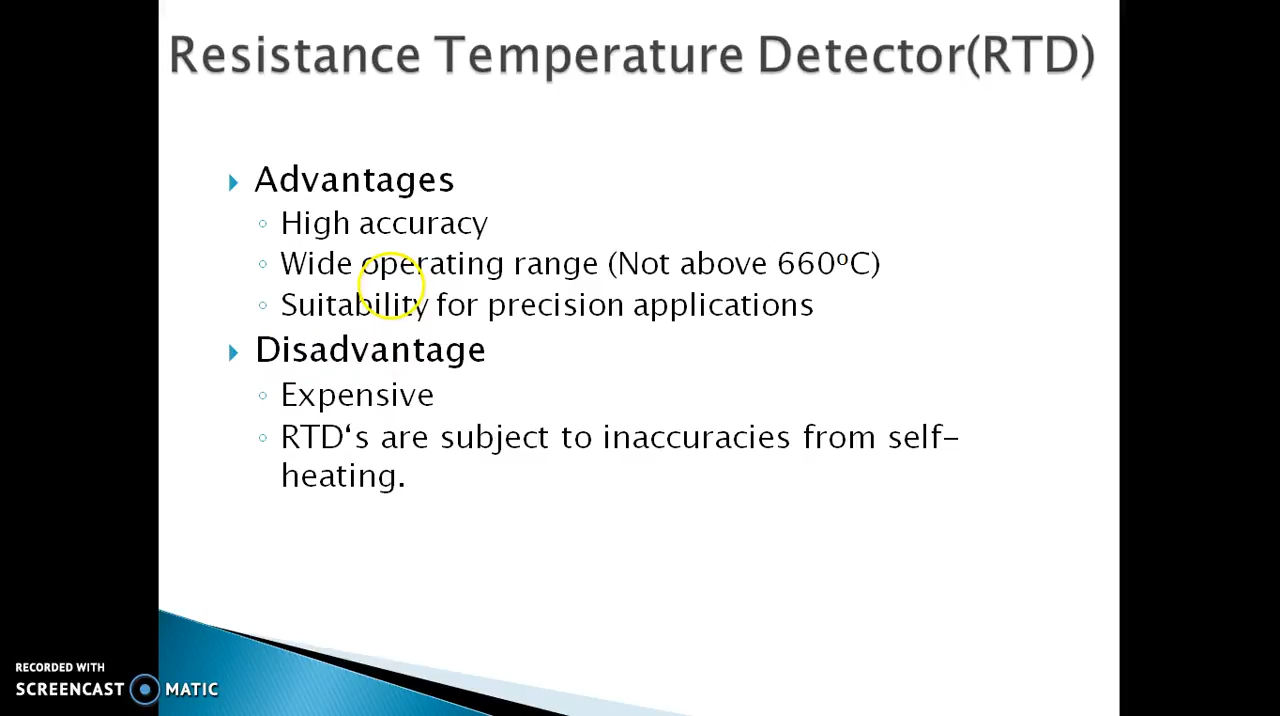 Resistance Temperature Detector(RTD)
Advantages
High accuracy
Wide operating range (Not above 660ºC)
Suitability for precision applications
Disadvantage
Expensive
RTD‘s are subject to inaccuracies from self-
heating.
RECORDED WITH
SCREENCAST MATIC